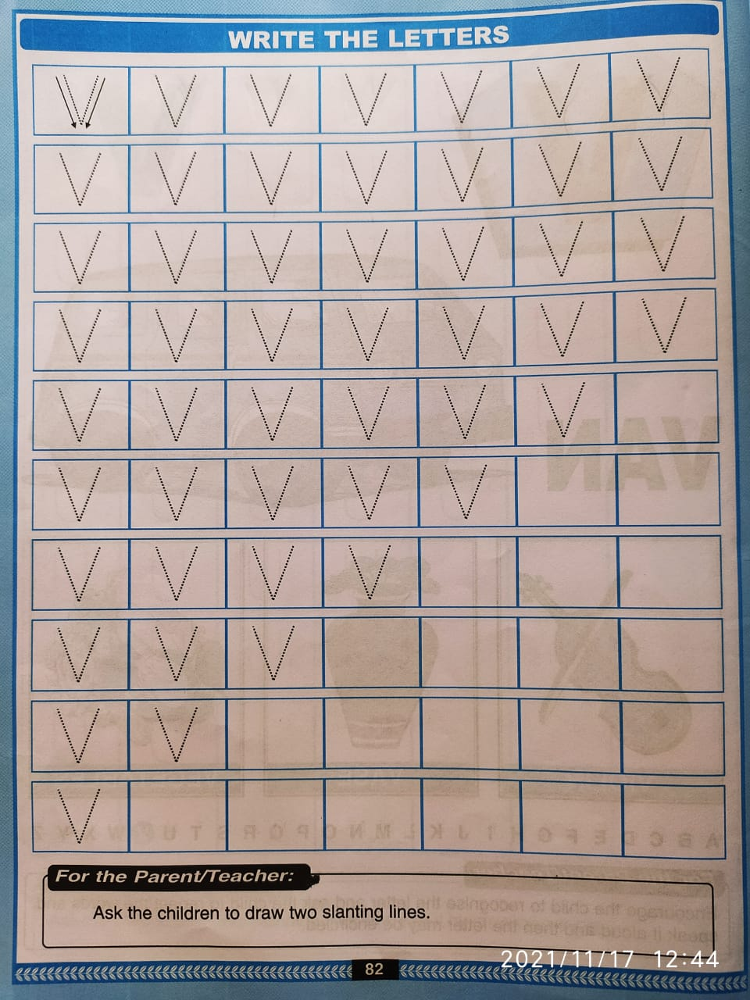 WRITE THE LETTERS
V V V V V V V
V V V V V V V
V V V V V V V
V V V V V V V
V V V V V V
V V V V V
V V V V
V V V
V V
V
For the Parent/Teacher:
Ask the children to draw two slanting lines.
82
2021/11/17 12:44